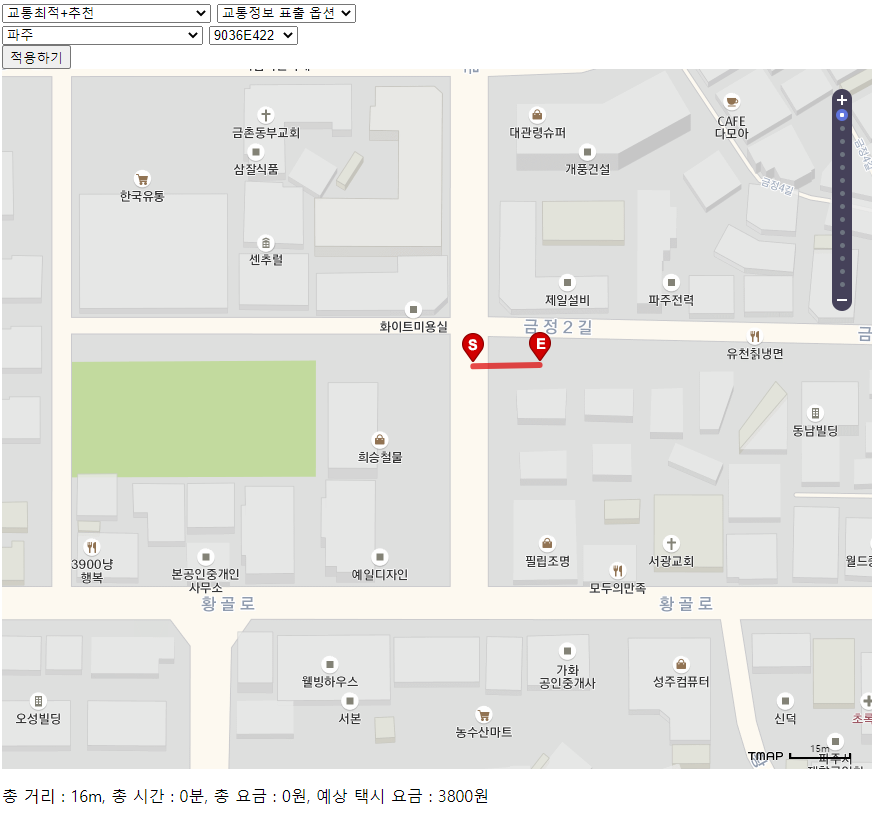 교통최적+추천 교통정보 표출 옵션
파주 9036E422
적용하기
금촌동부교회
삼잘식품
한국유통
센추럴
화이트미용실
대관령슈퍼
개풍건설
CAFE
다모아
금정4길
금정4길
제일설비
파주전력
금정2길
금
S
E
유천칡냉면
동남빌딩
희승철물
3900냥
행복
본공인중개인
사무소
예일디자인
필립조명
서광교회
모두의만족
월드
황골로
황골로
웰빙하우스
서본
오성빌딩
농수산마트
가화
공인중개사
성주컴퓨터
신덕
초록
TMAP 15m
파주시
총 거리 : 16m, 총 시간 : 0분, 총 요금 : 0원, 예상 택시 요금 : 3800원